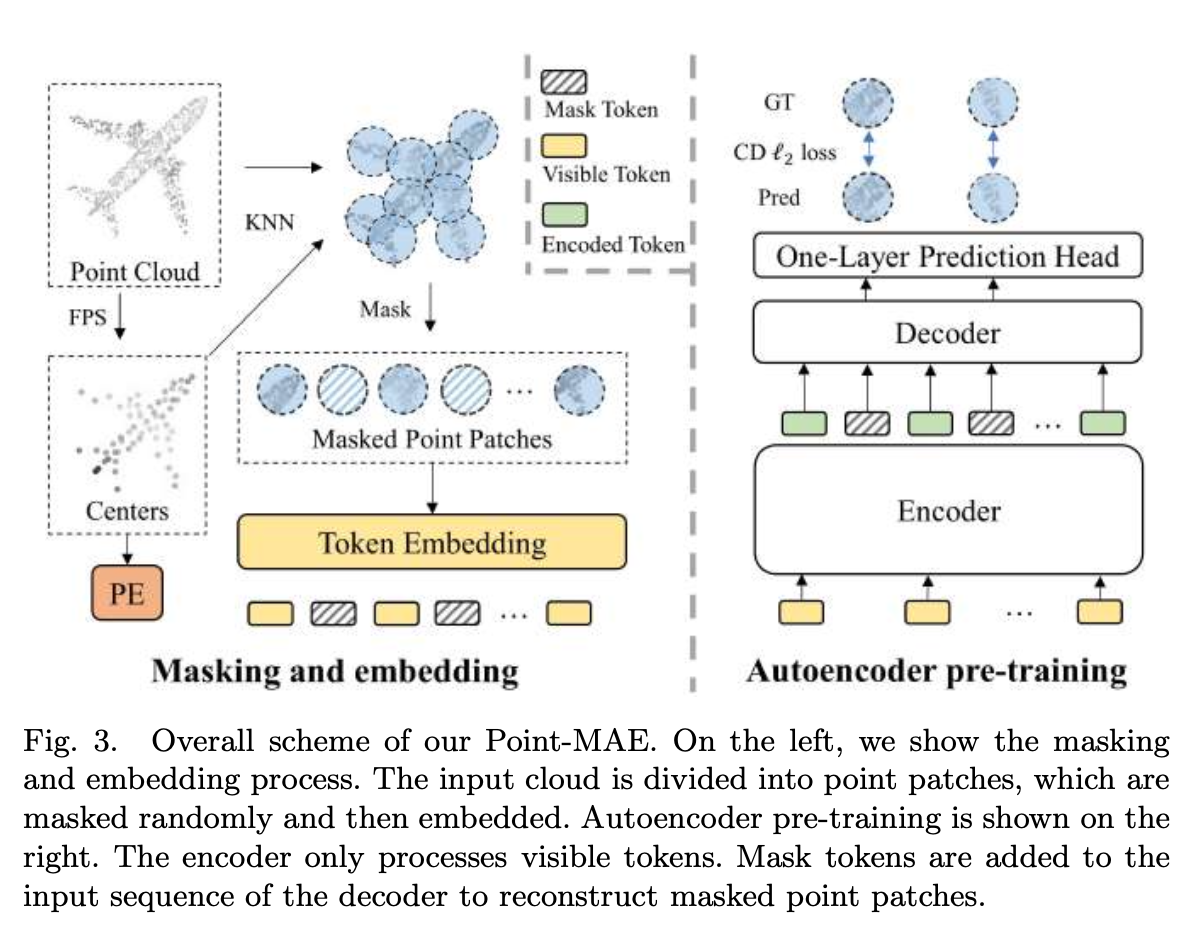 Point Cloud
FPS
Centers
PE
KNN
Mask
Masked Point Patches
Token Embedding
...
Masking and embedding
Mask Token
Visible Token
Encoded Token
GT
CD ℓ2 loss
Pred
One-Layer Prediction Head
Decoder
...
Encoder
...
Autoencoder pre-training
Fig. 3. Overall scheme of our Point-MAE. On the left, we show the masking
and embedding process. The input cloud is divided into point patches, which are
masked randomly and then embedded. Autoencoder pre-training is shown on the
right. The encoder only processes visible tokens. Mask tokens are added to the
input sequence of the decoder to reconstruct masked point patches.